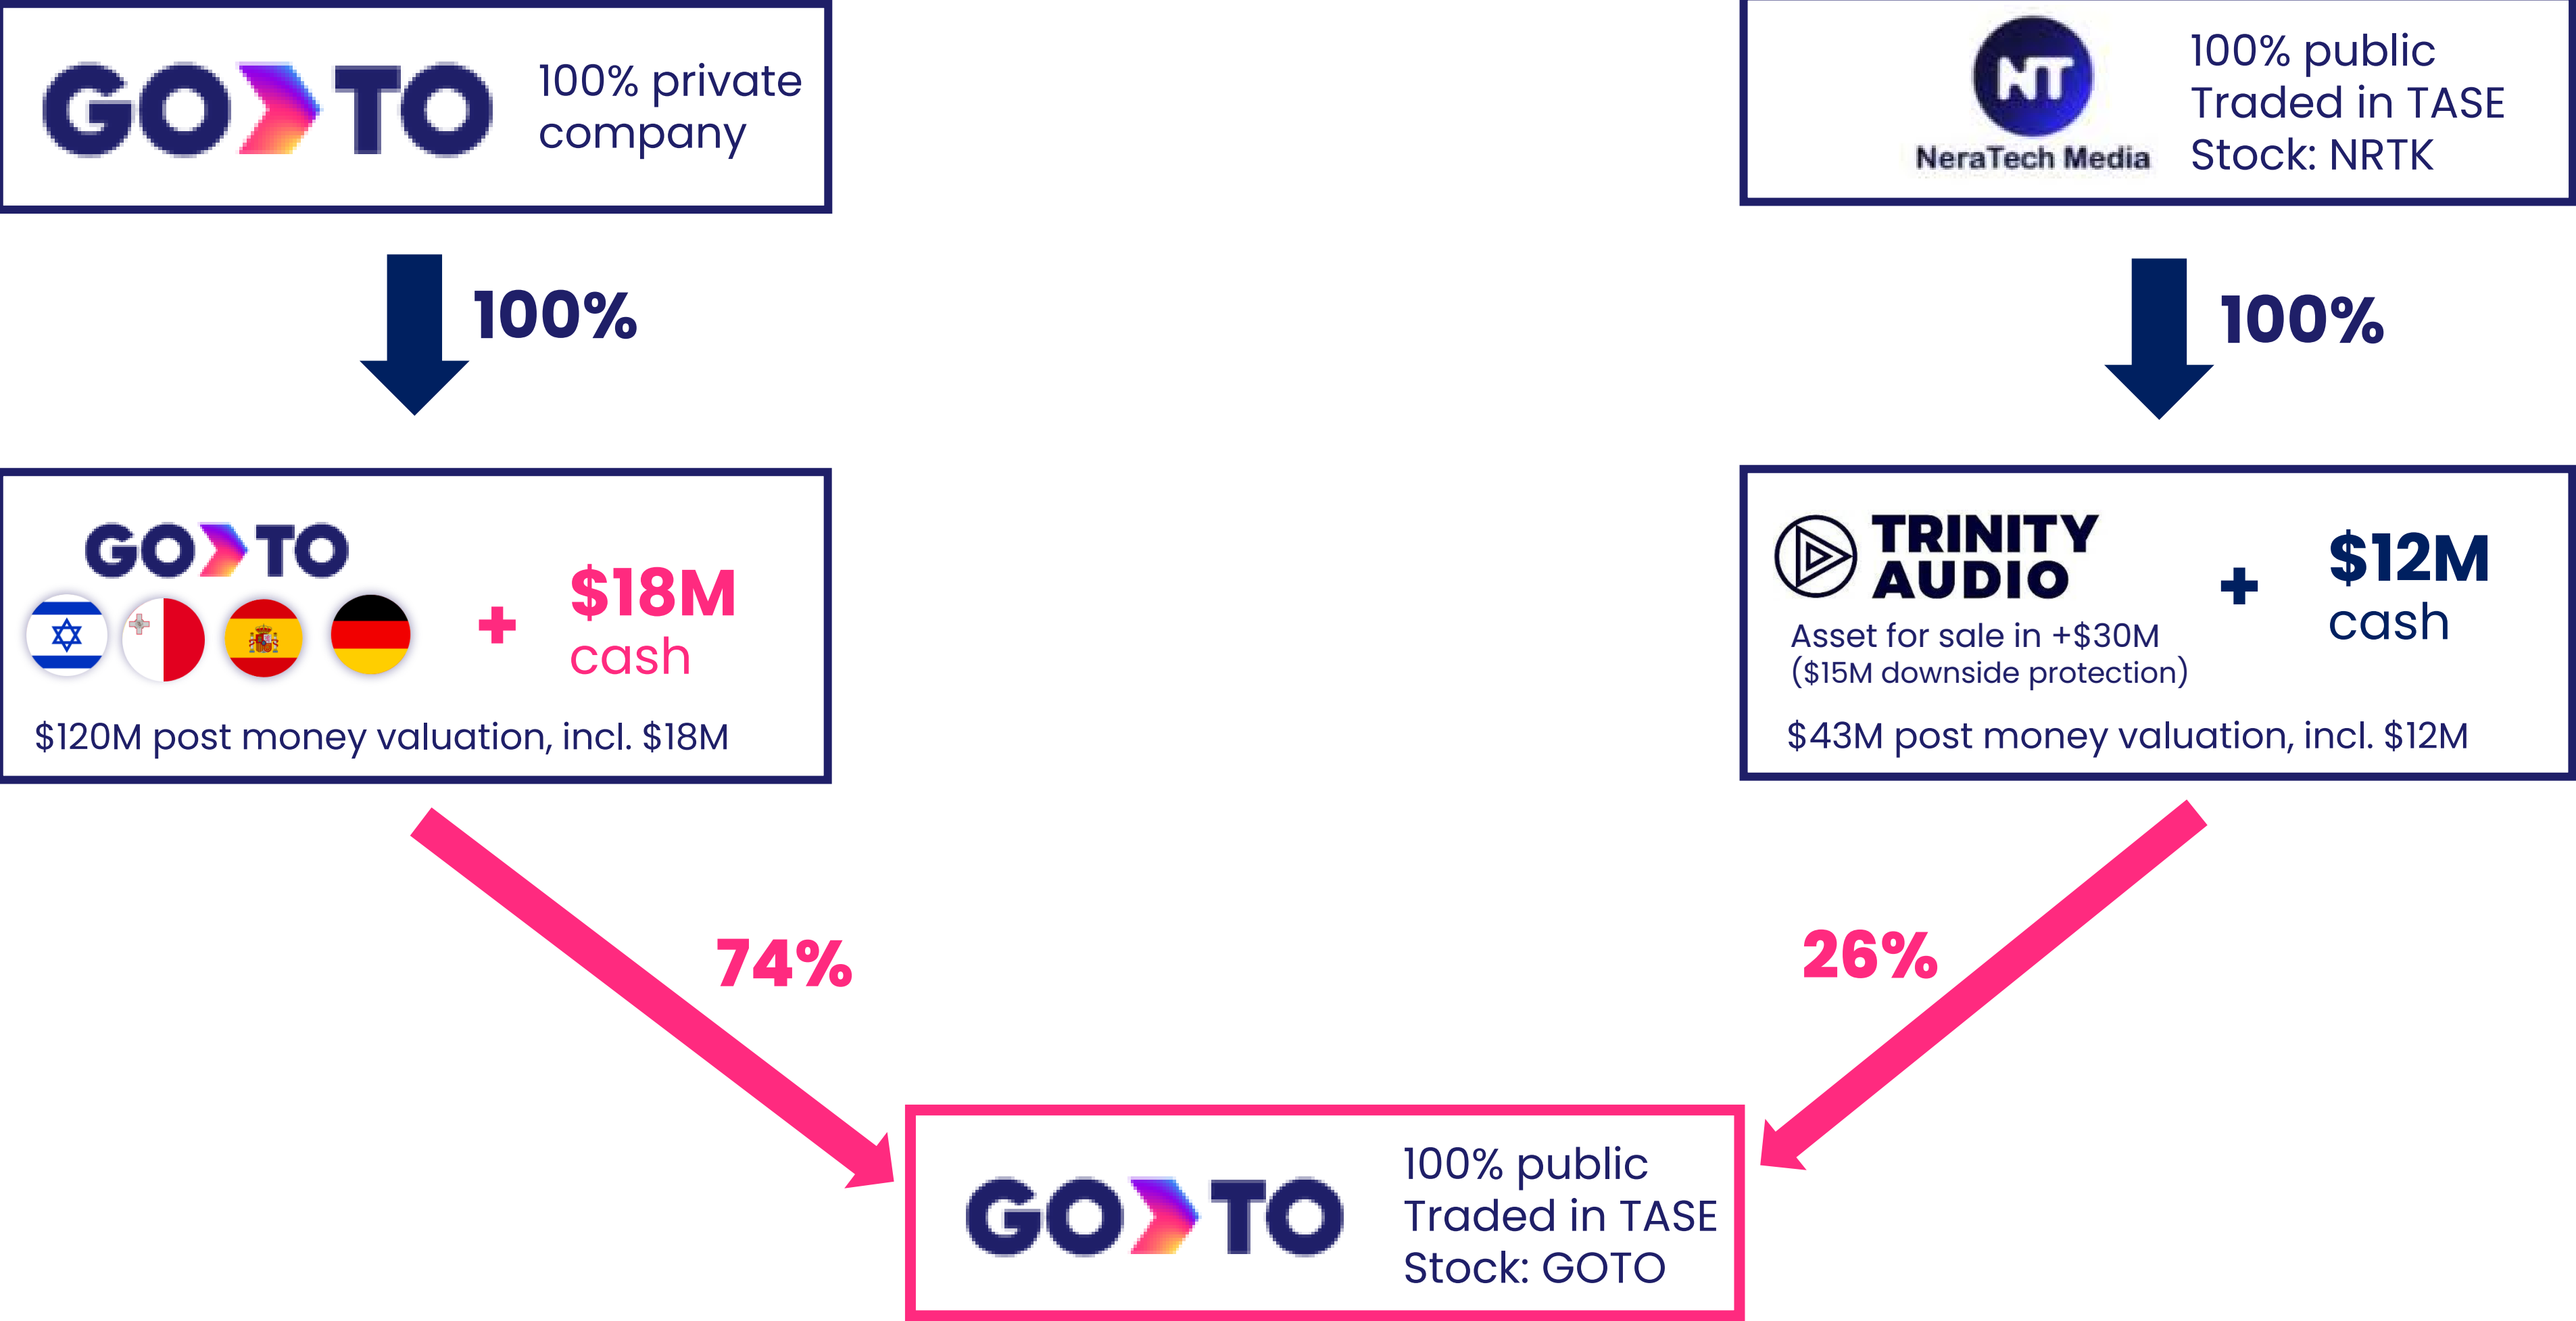 GO TO
100% private
company
NT
NeraTech Media
100% public
Traded in TASE
Stock: NRTK
100%
100%
GO TO
+
$18M
cash
$120M post money valuation, incl. $18M
TRINITY
AUDIO
Asset for sale in +$30M
($15M downside protection)
+
$12M
cash
$43M post money valuation, incl. $12M
74%
26%
GO TO
100% public
Traded in TASE
Stock: GOTO